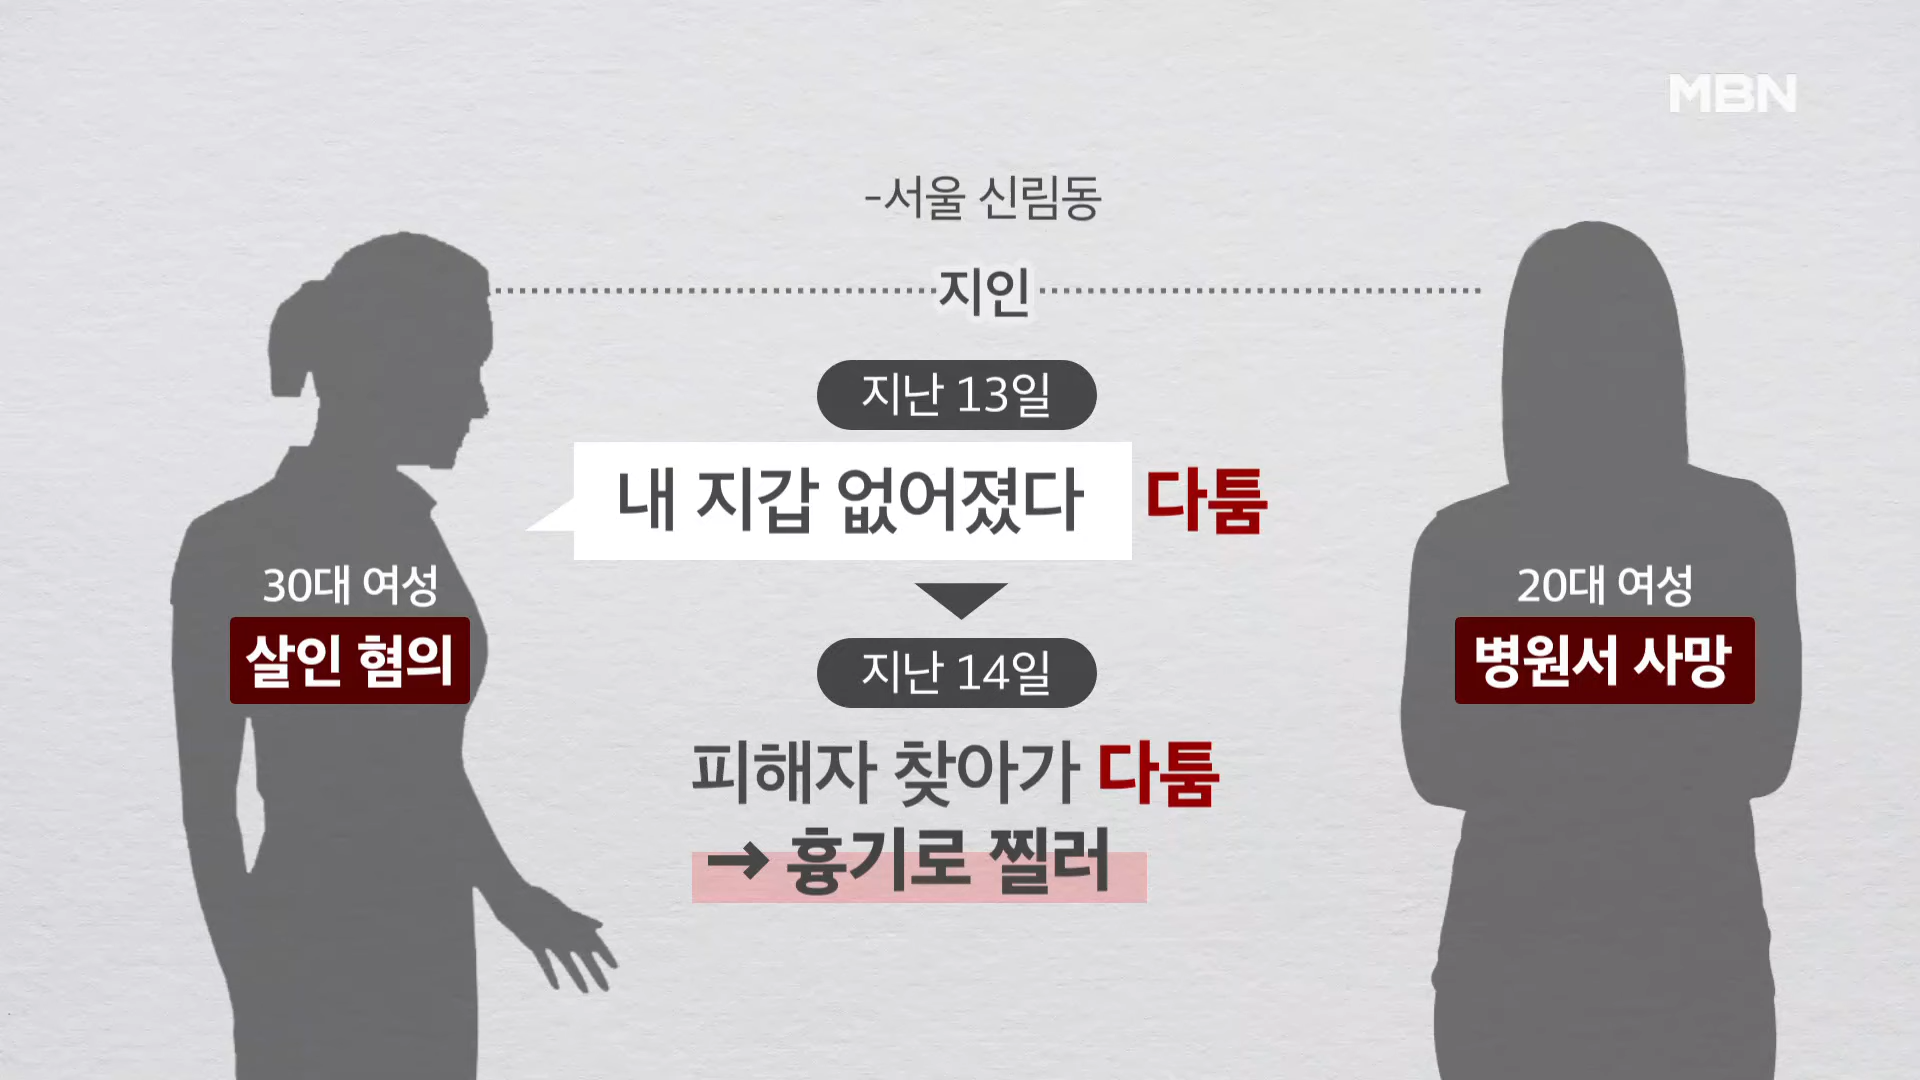 MBN
-서울 신림동
지인
지난 13일
내 지갑 없어졌다 다툼
30대 여성
살인 혐의
20대 여성
병원서 사망
지난 14일
피해자 찾아가 다툼
→ 흉기로 찔러